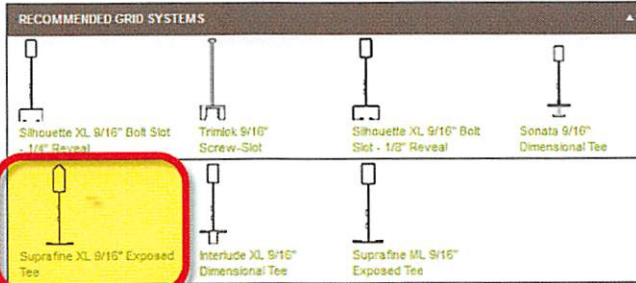 RECOMMENDED GRID SYSTEMS
Silhouette XL 9/16" Bolt Slot
- 1/4" Reveal
Trimlok 9/16"
Screw-Slot
Silhouette XL 9/16" Bolt
Slot - 1/8" Reveal
Sonata 9/16"
Dimensional Tee
Suprafine XL 9/16" Exposed
Tee
Interlude XL 9/16"
Dimensional Tee
Suprafine ML 9/16"
Exposed Tee